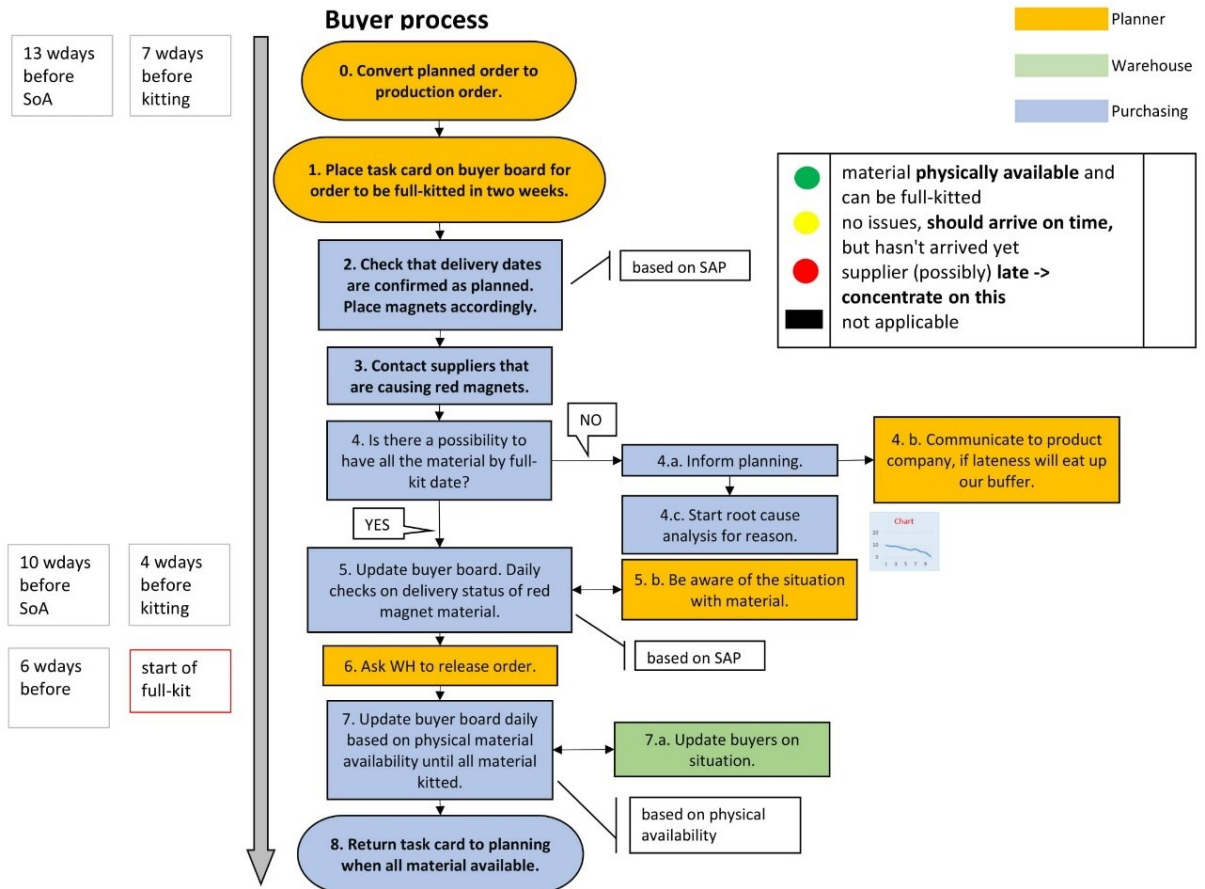 Buyer process
13 wdays
before
SoA
7 wdays
before
kitting
0. Convert planned order to
production order.
Planner
Warehouse
Purchasing
1. Place task card on buyer board for
order to be full-kitted in two weeks.
material physically available and
can be full-kitted
no issues, should arrive on time,
but hasn't arrived yet
supplier (possibly) late ->
concentrate on this
not applicable
2. Check that delivery dates
are confirmed as planned.
Place magnets accordingly.
based on SAP
3. Contact suppliers that
are causing red magnets.
4. Is there a possibility to
have all the material by full-
kit date?
NO
4.a. Inform planning.
4. b. Communicate to product
company, if lateness will eat up
our buffer.
4.c. Start root cause
analysis for reason.
Chart
20
10
0
1 3 5 7 9
YES
10 wdays
before
SoA
4 wdays
before
kitting
5. Update buyer board. Daily
checks on delivery status of red
magnet material.
5. b. Be aware of the situation
with material.
based on SAP
6 wdays
before
start of
full-kit
6. Ask WH to release order.
7. Update buyer board daily
based on physical material
availability until all material
kitted.
7.a. Update buyers on
situation.
based on physical
availability
8. Return task card to planning
when all material available.